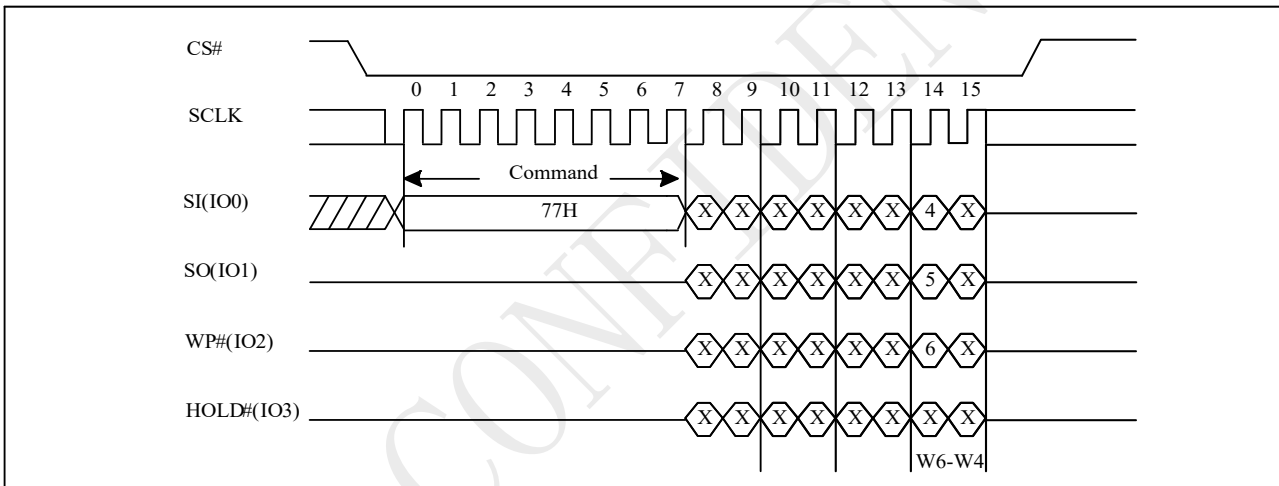 CS#
0 1 2 3 4 5 6 7 8 9 10 11 12 13 14 15
SCLK
Command
SI(IO0) 77H X X X X X X 4 X
SO(IO1) X X X X X X 5 X
WP#(IO2) X X X X X X 6 X
HOLD#(IO3) X X X X X X X X
W6-W4